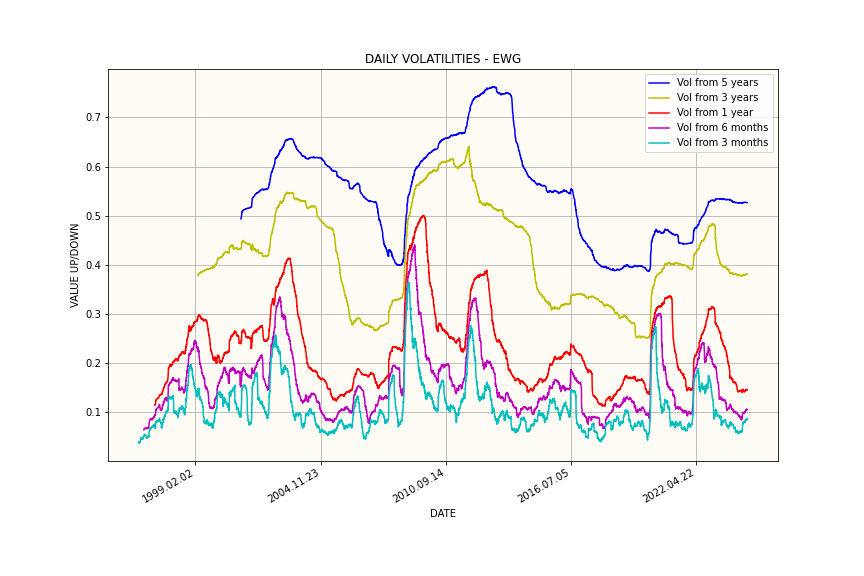 DAILY VOLATILITIES - EWG
Vol from 5 years
Vol from 3 years
Vol from 1 year
Vol from 6 months
Vol from 3 months
VALUE UP/DOWN
0.7
0.6
0.5
0.4
0.3
0.2
0.1
1999.02.02
2004.11.23
2010.09.14
2016.07.05
2022.04.22
DATE